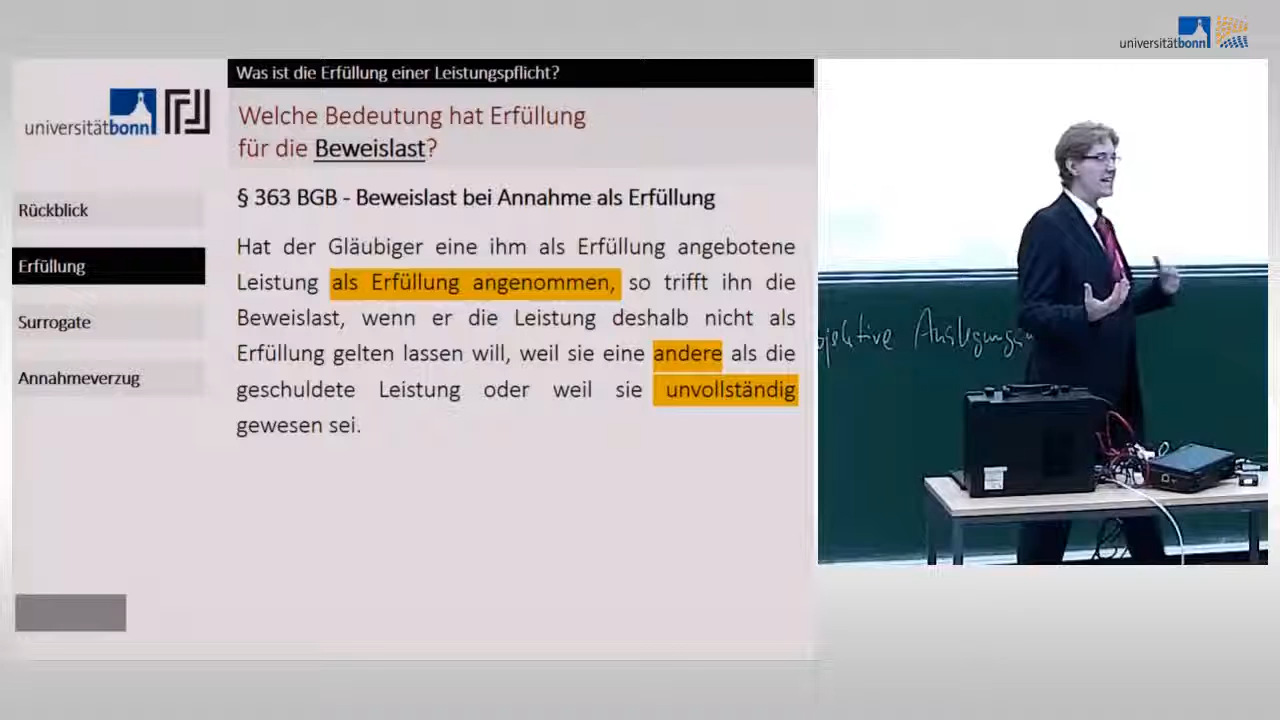 universitätbonn
Was ist die Erfüllung einer Leistungspflicht?
universitätbonn
Welche Bedeutung hat Erfüllung
für die Beweislast?
§ 363 BGB - Beweislast bei Annahme als Erfüllung
Rückblick
Erfüllung
Surrogate
Annahmeverzug
Hat der Gläubiger eine ihm als Erfüllung angebotene
Leistung als Erfüllung angenommen, so trifft ihn die
Beweislast, wenn er die Leistung deshalb nicht als
Erfüllung gelten lassen will, weil sie eine andere als die
geschuldete Leistung oder weil sie unvollständig
gewesen sei.